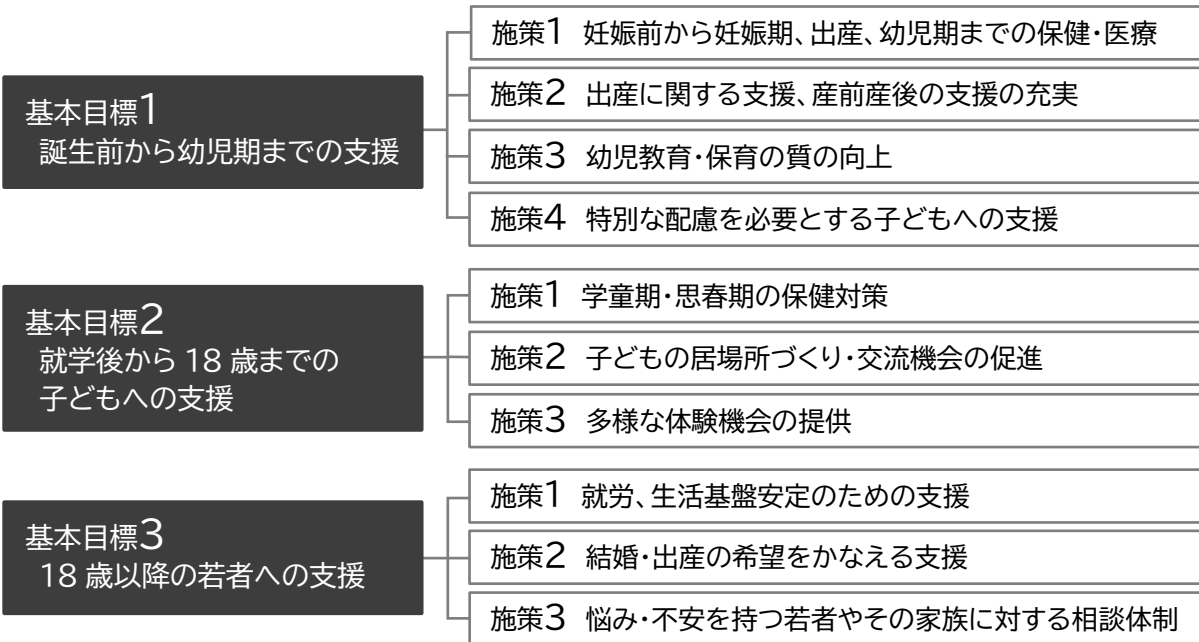 基本目標1
誕生前から幼児期までの支援
施策1 妊娠前から妊娠期、出産、幼児期までの保健・医療
施策2 出産に関する支援、産前産後の支援の充実
施策3 幼児教育・保育の質の向上
施策4 特別な配慮を必要とする子どもへの支援
基本目標2
就学後から 18 歳までの
子どもへの支援
施策1 学童期・思春期の保健対策
施策2 子どもの居場所づくり・交流機会の促進
施策3 多様な体験機会の提供
基本目標3
18 歳以降の若者への支援
施策1 就労、生活基盤安定のための支援
施策2 結婚・出産の希望をかなえる支援
施策3 悩み・不安を持つ若者やその家族に対する相談体制